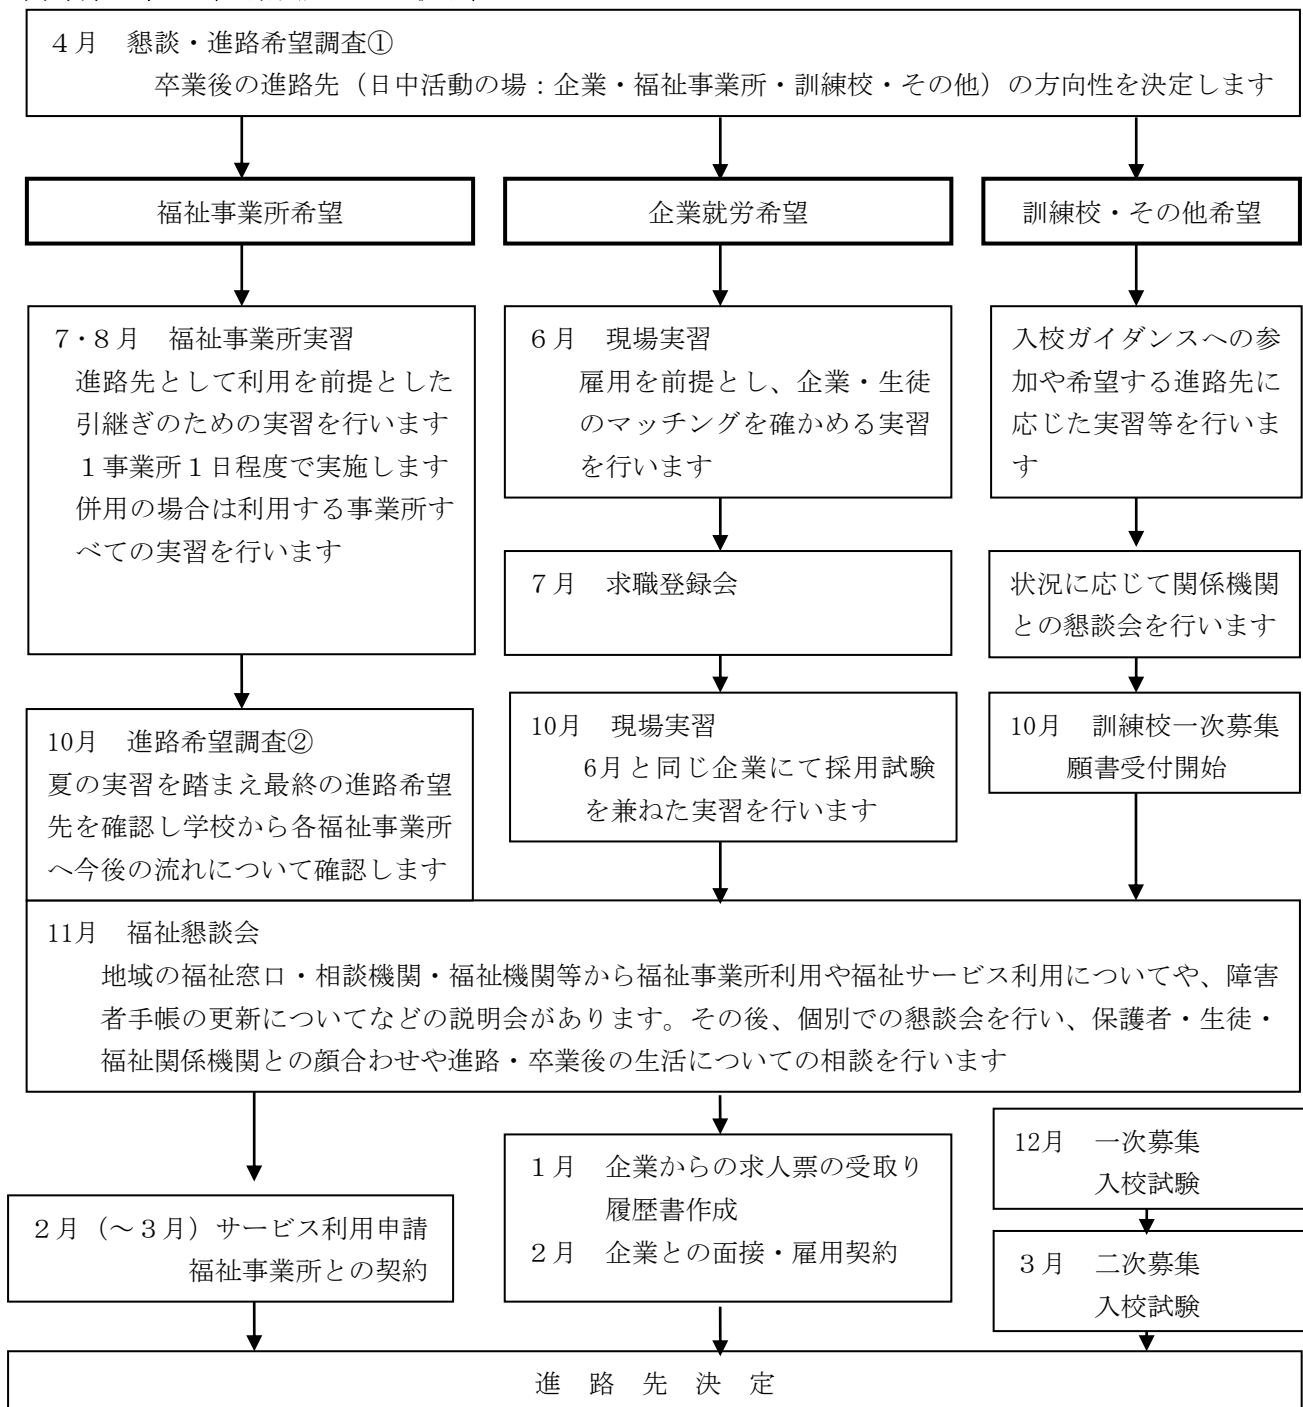 4月　懇談・進路希望調査①
卒業後の進路先（日中活動の場：企業・福祉事業所・訓練校・その他）の方向性を決定します
福祉事業所希望
企業就労希望
訓練校・その他希望
7・8月　福祉事業所実習
進路先として利用を前提とした
引継ぎのための実習を行います
１事業所１日程度で実施します
併用の場合は利用する事業所す
べての実習を行います
６月　現場実習
雇用を前提とし、企業・生徒
のマッチングを確かめる実習
を行います
入校ガイダンスへの参
加や希望する進路先に
応じた実習等を行いま
す
７月　求職登録会
状況に応じて関係機関
との懇談会を行います
10月　進路希望調査②
夏の実習を踏まえ最終の進路希望
先を確認し学校から各福祉事業所
へ今後の流れについて確認します
10月　現場実習
6月と同じ企業にて採用試験
を兼ねた実習を行います
10月　訓練校一次募集
願書受付開始
11月　福祉懇談会
地域の福祉窓口・相談機関・福祉機関等から福祉事業所利用や福祉サービス利用についてや、障害
者手帳の更新についてなどの説明会があります。その後、個別での懇談会を行い、保護者・生徒・
福祉関係機関との顔合わせや進路・卒業後の生活についての相談を行います
２月（～３月）サービス利用申請
福祉事業所との契約
１月　企業からの求人票の受取り
履歴書作成
２月　企業との面接・雇用契約
12月　一次募集
入校試験
３月　二次募集
入校試験
進　路　先　決　定